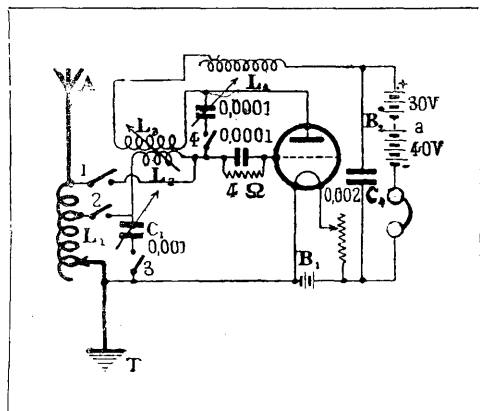 A
L₄
0,0001
4
0,0001
+
30V
B₂
a
40V
-
L₃
L₂
1
2
L₁
C₁
0,001
3
4 Ω
0,002
C₄
B₁
T